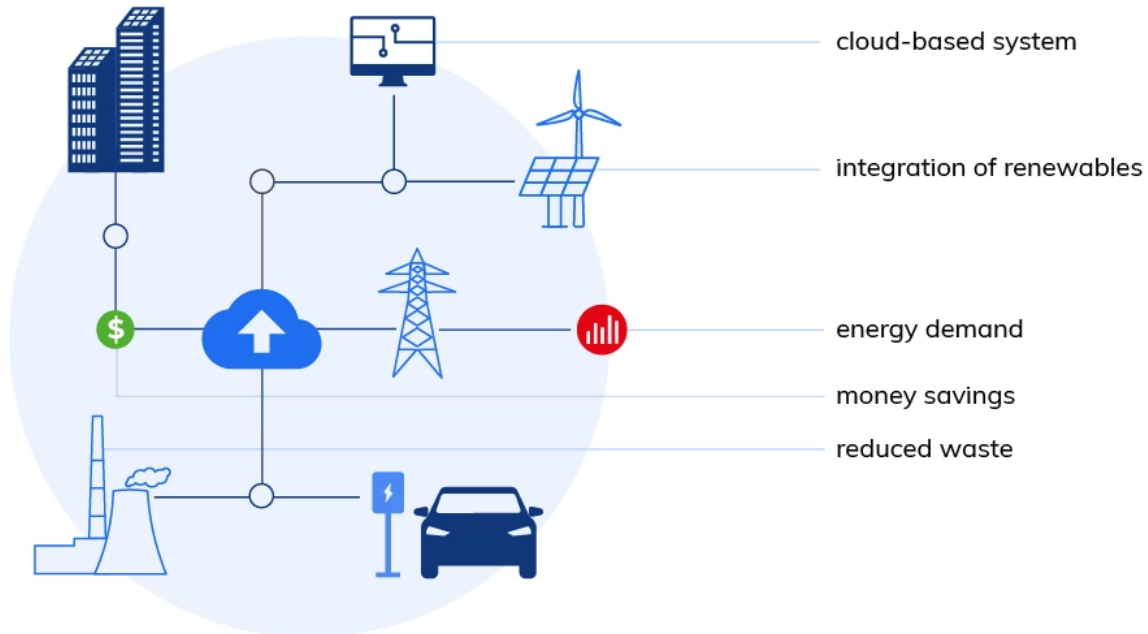 cloud-based system
integration of renewables
$
energy demand
money savings
reduced waste